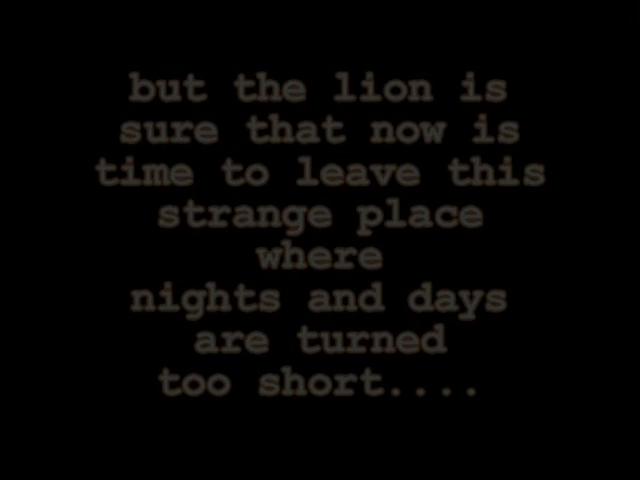 but the lion is
sure that now is
time to leave this
strange place
where
nights and days
are turned
too short....